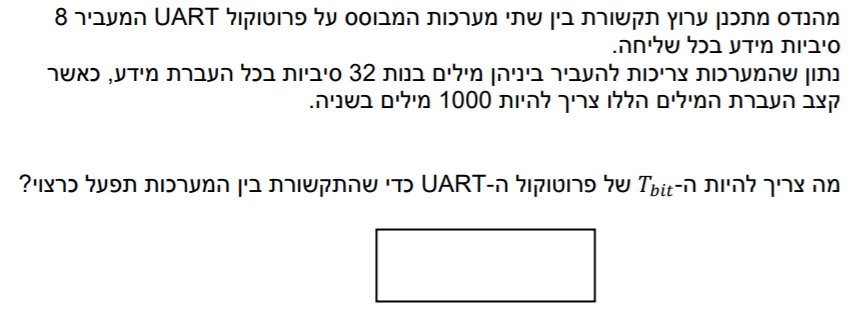 מהנדס מתכנן ערוץ תקשורת בין שתי מערכות המבוסס על פרוטוקול UART המעביר 8
סיביות מידע בכל שליחה.
נתון שהמערכות צריכות להעביר ביניהן מילים בנות 32 סיביות בכל העברת מידע, כאשר
קצב העברת המילים הללו צריך להיות 1000 מילים בשניה.
מה צריך להיות ה-T_bit של פרוטוקול ה-UART כדי שהתקשורת בין המערכות תפעל כרצוי?